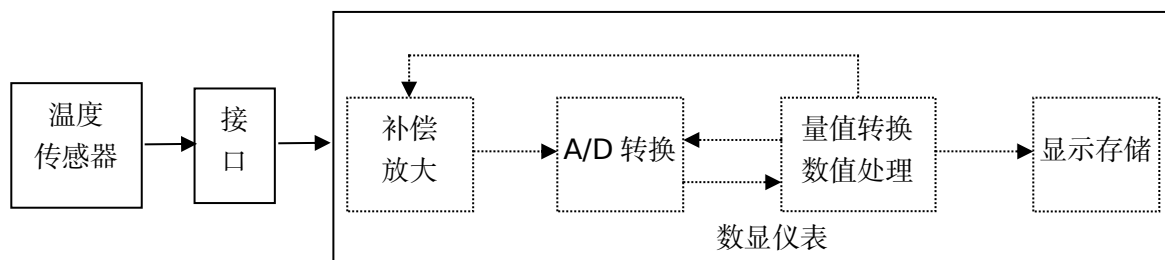 温度
传感器
接
口
补偿
放大
A/D 转换
量值转换
数值处理
显示存储
数显仪表